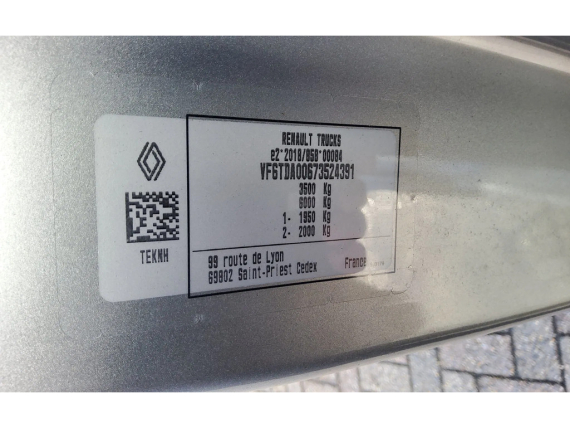 RENAULT TRUCKS
e2*2018/858*00084
VF6TDA00673524391
3500 Kg
6000 Kg
1- 1950 Kg
2- 2000 Kg
TEKNH
99 route de Lyon
69802 Saint-Priest Cedex France